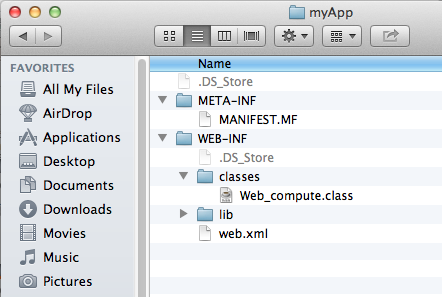 myApp
FAVORITES
All My Files
AirDrop
Applications
Desktop
Documents
Downloads
Movies
Music
Pictures
Name
.DS_Store
META-INF
MANIFEST.MF
WEB-INF
.DS_Store
classes
Web_compute.class
lib
web.xml